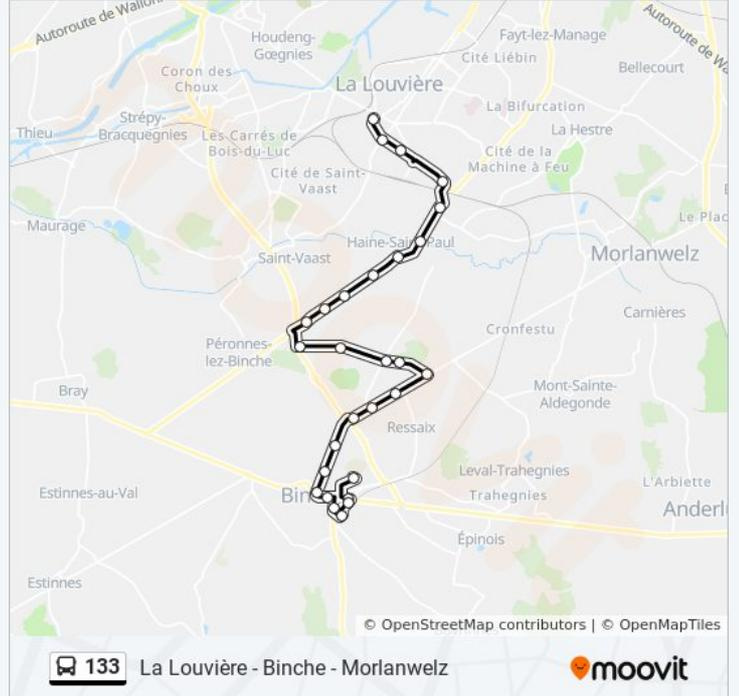 Autoroute de Wallon
Autoroute de Wa
Houdeng-
Gœgnies
Fayt-lez-Manage
Cité Liébin
Bellecourt
Coron des
Choux
La Louvière
La Bifurcation
Strépy-
Bracquegnies
Thieu
Les Carrés de
Bois-du-Luc
La Hestre
Cité de la
Machine à Feu
Cité de Saint-
Vaast
Le Plac
Maurage
Haine-Saint-Paul
Saint-Vaast
Morlanwelz
Carnières
Cronfestu
Péronnes-
lez-Binche
Bray
Mont-Sainte-
Aldegonde
Ressaix
Leval-Trahegnies
Trahegnies
L'Arbiette
Estinnes-au-Val
Bin
Anderl
Épinois
Estinnes
© OpenStreetMap contributors | © OpenMapTiles
133 La Louvière - Binche - Morlanwelz
moovit